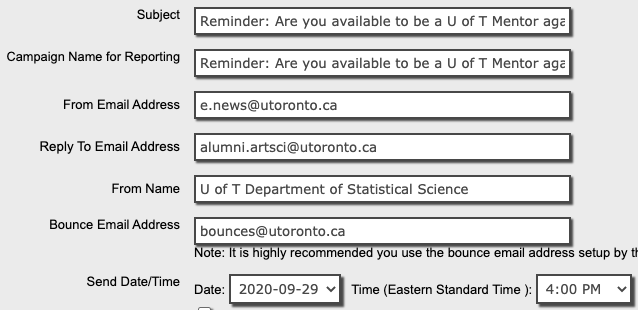 Subject Reminder: Are you available to be a U of T Mentor
Campaign Name for Reporting Reminder: Are you available to be a U of T Mentor
From Email Address e.news@utoronto.ca
Reply To Email Address alumni.artsci@utoronto.ca
From Name U of T Department of Statistical Science
Bounce Email Address bounces@utoronto.ca
Note: It is highly recommended you use the bounce email address setup by
Send Date/Time Date: 2020-09-29 Time (Eastern Standard Time ): 4:00 PM